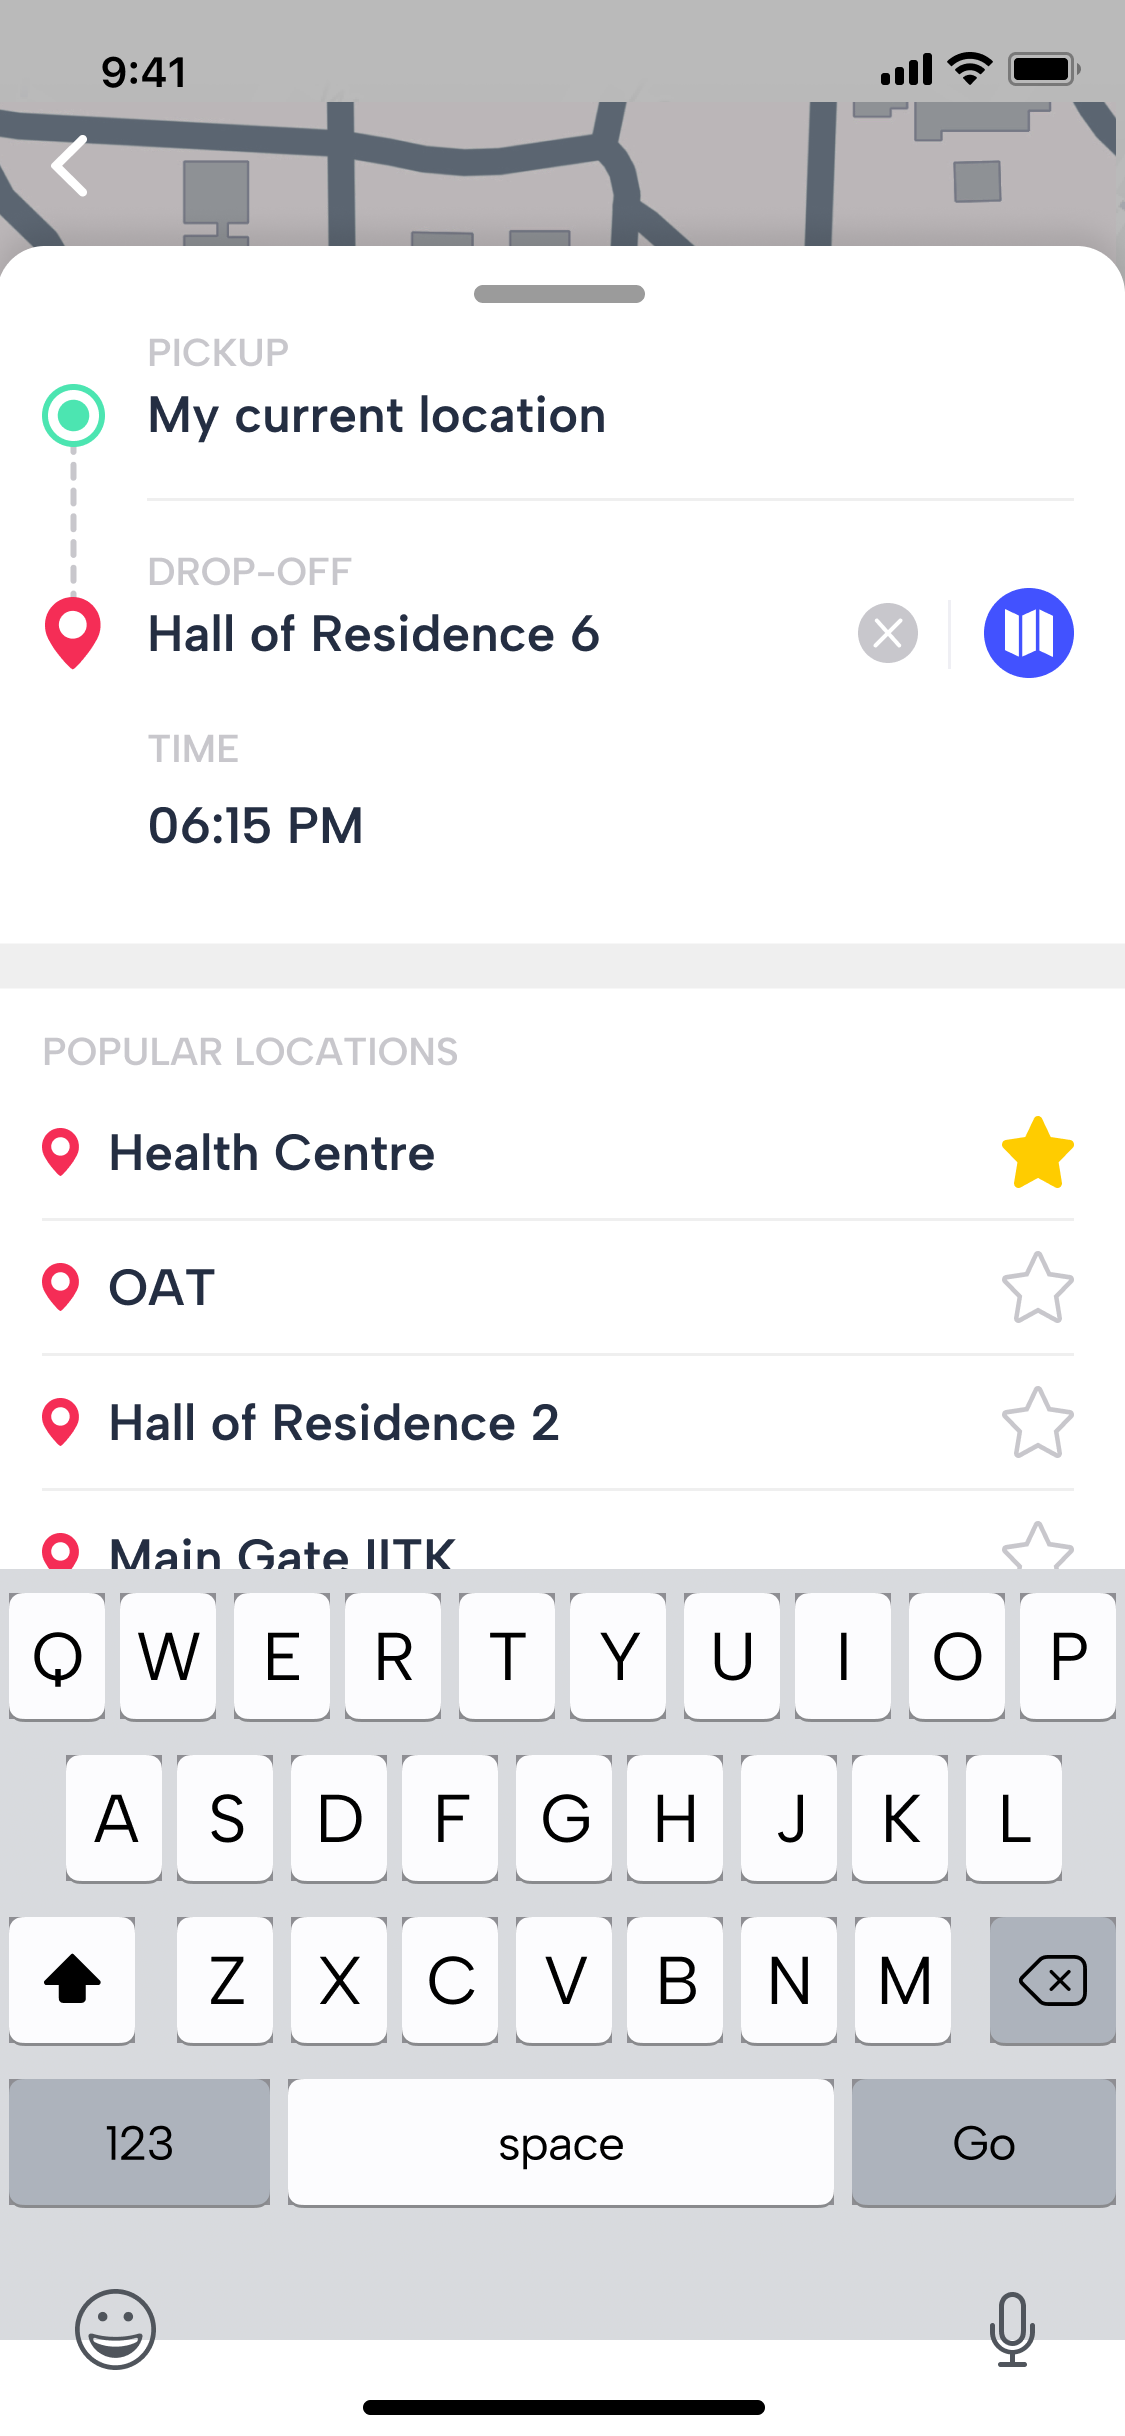 9:41
PICKUP
My current location
DROP-OFF
Hall of Residence 6
TIME
06:15 PM
POPULAR LOCATIONS
Health Centre
OAT
Hall of Residence 2
Main Gate IITK
Q W E R T Y U I O P
A S D F G H J K L
Z X C V B N M
123 space Go